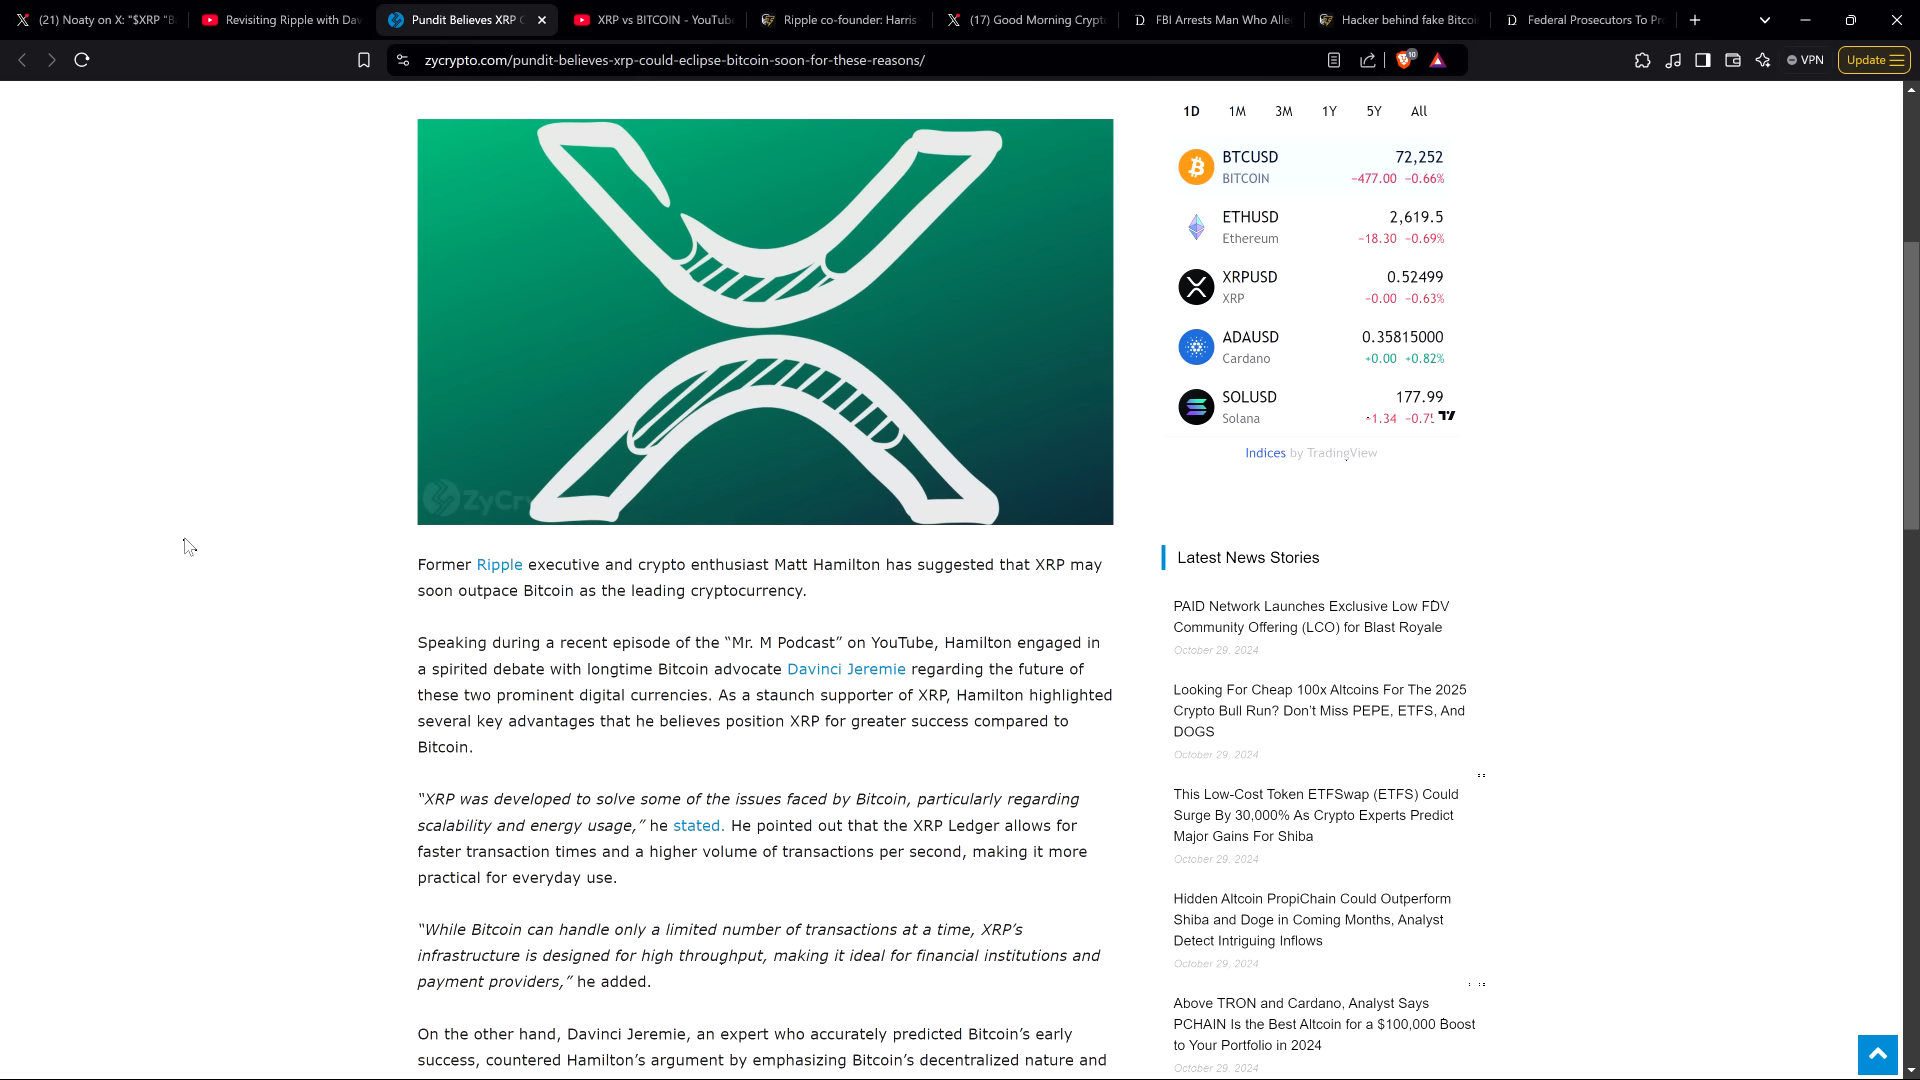 (21) Noaty on X: "$XRP "B
Revisiting Ripple with Dav
Pundit Believes XRP C
XRP vs BITCOIN - YouTube
Ripple co-founder: Harris
(17) Good Morning Crypto
FBI Arrests Man Who Alle
Hacker behind fake Bitcoi
Federal Prosecutors To Pr
zycrypto.com/pundit-believes-xrp-could-eclipse-bitcoin-soon-for-these-reasons/
10
VPN
Update
ZyCr
Former Ripple executive and crypto enthusiast Matt Hamilton has suggested that XRP may
soon outpace Bitcoin as the leading cryptocurrency.
Speaking during a recent episode of the “Mr. M Podcast” on YouTube, Hamilton engaged in
a spirited debate with longtime Bitcoin advocate Davinci Jeremie regarding the future of
these two prominent digital currencies. As a staunch supporter of XRP, Hamilton highlighted
several key advantages that he believes position XRP for greater success compared to
Bitcoin.
“XRP was developed to solve some of the issues faced by Bitcoin, particularly regarding
scalability and energy usage,” he stated. He pointed out that the XRP Ledger allows for
faster transaction times and a higher volume of transactions per second, making it more
practical for everyday use.
“While Bitcoin can handle only a limited number of transactions at a time, XRP’s
infrastructure is designed for high throughput, making it ideal for financial institutions and
payment providers,” he added.
On the other hand, Davinci Jeremie, an expert who accurately predicted Bitcoin’s early
success, countered Hamilton’s argument by emphasizing Bitcoin’s decentralized nature and
1D 1M 3M 1Y 5Y All
BTCUSD 72,252
BITCOIN −477.00 −0.66%
ETHUSD 2,619.5
Ethereum −18.30 −0.69%
XRPUSD 0.52499
XRP −0.00 −0.63%
ADAUSD 0.35815000
Cardano +0.00 +0.82%
SOLUSD 177.99
Solana -1.34 −0.75
Indices by TradingView
Latest News Stories
PAID Network Launches Exclusive Low FDV
Community Offering (LCO) for Blast Royale
October 29, 2024
Looking For Cheap 100x Altcoins For The 2025
Crypto Bull Run? Don’t Miss PEPE, ETFS, And
DOGS
October 29, 2024
This Low-Cost Token ETFSwap (ETFS) Could
Surge By 30,000% As Crypto Experts Predict
Major Gains For Shiba
October 29, 2024
Hidden Altcoin PropiChain Could Outperform
Shiba and Doge in Coming Months, Analyst
Detect Intriguing Inflows
October 29, 2024
Above TRON and Cardano, Analyst Says
PCHAIN Is the Best Altcoin for a $100,000 Boost
to Your Portfolio in 2024
October 29, 2024